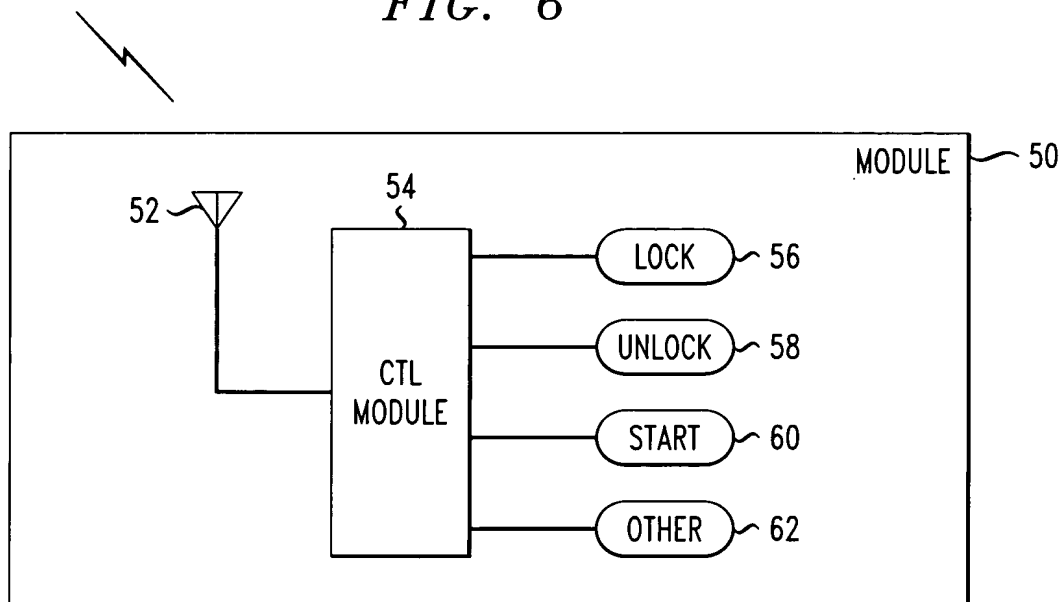 FIG. 6
MODULE 50
54
52
LOCK 56
UNLOCK 58
CTL
MODULE
START 60
OTHER 62